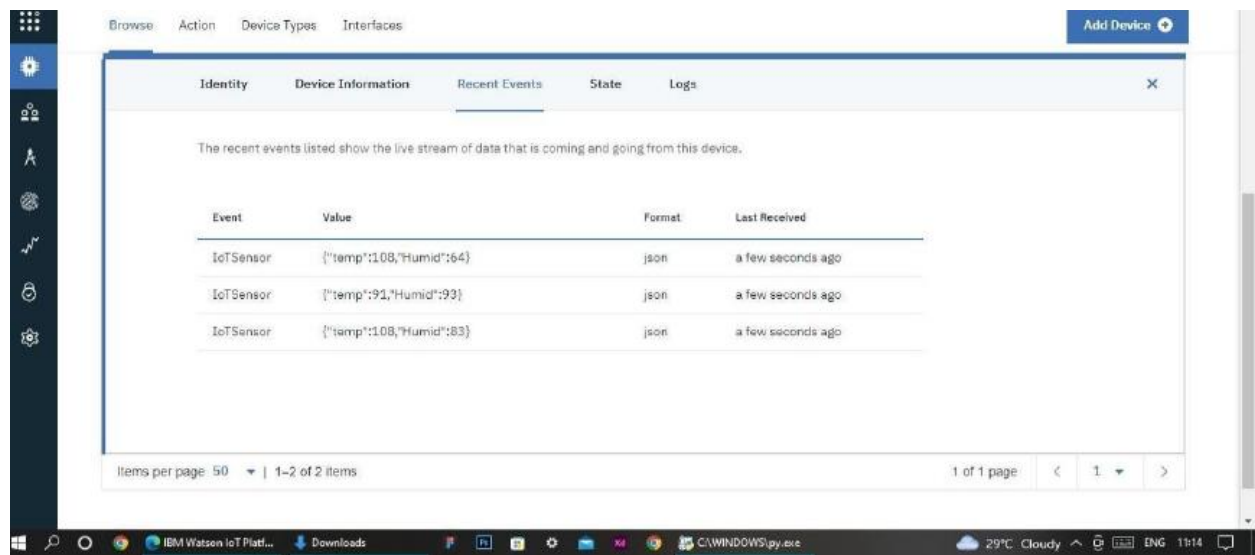 Browse Action Device Types Interfaces Add Device
Identity Device Information Recent Events State Logs
The recent events listed show the live stream of data that is coming and going from this device.
Event Value Format Last Received
IoTSensor {"temp":108,"Humid":64} json a few seconds ago
IoTSensor {"temp":91,"Humid":93} json a few seconds ago
IoTSensor {"temp":108,"Humid":83} json a few seconds ago
Items per page 50 | 1–2 of 2 items 1 of 1 page 1
IBM Watson IoT Platf... Downloads Ps Xd C:\WINDOWS\py.exe 29°C Cloudy ENG 11:14